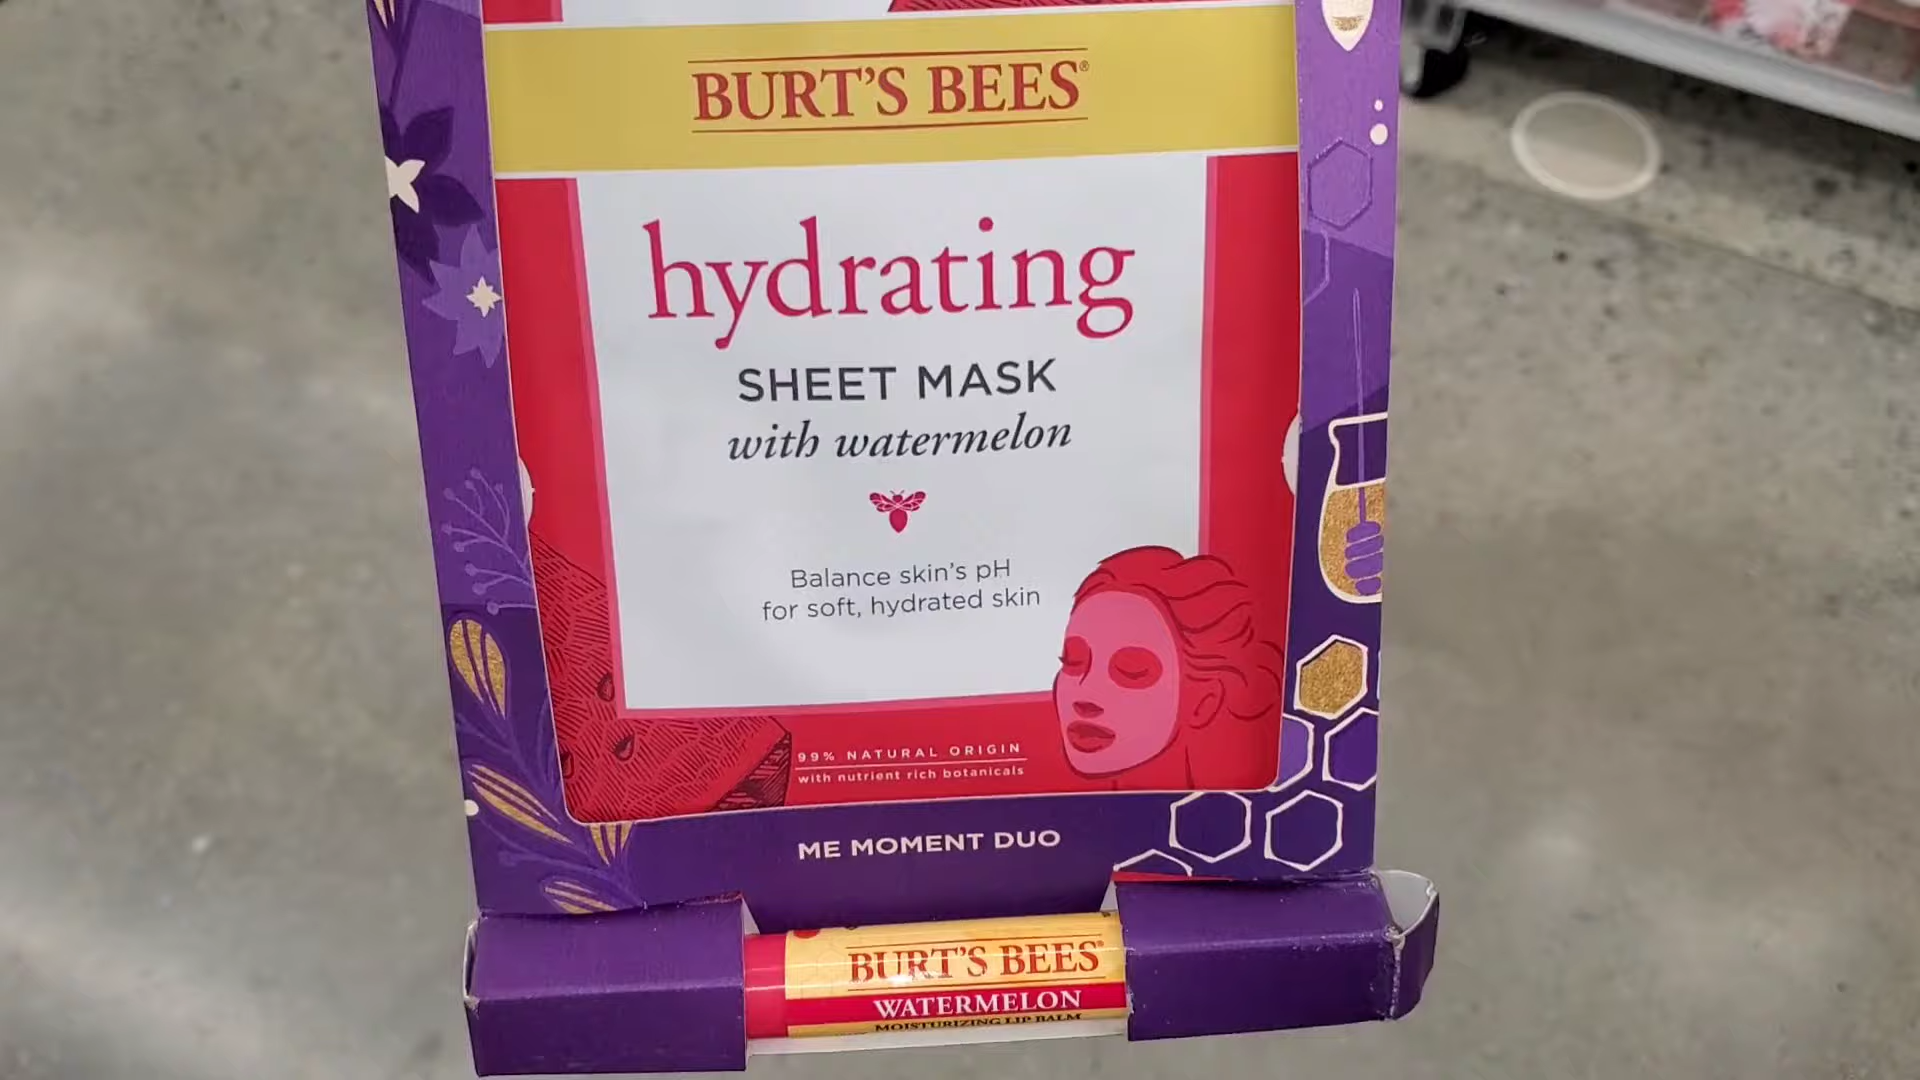 BURT'S BEES®
hydrating
SHEET MASK
with watermelon
Balance skin's pH
for soft, hydrated skin
99% NATURAL ORIGIN
with nutrient rich botanicals
ME MOMENT DUO
BURT'S BEES®
WATERMELON
MOISTURIZING LIP BALM